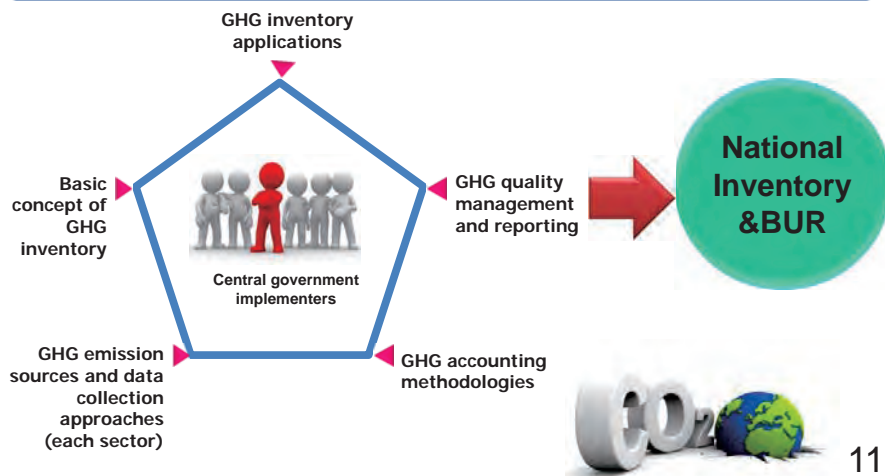 GHG inventory
applications
Basic
concept of
GHG
inventory
Central government
implementers
GHG quality
management
and reporting
National
Inventory
&BUR
GHG emission
sources and data
collection
approaches
(each sector)
GHG accounting
methodologies
CO2
11